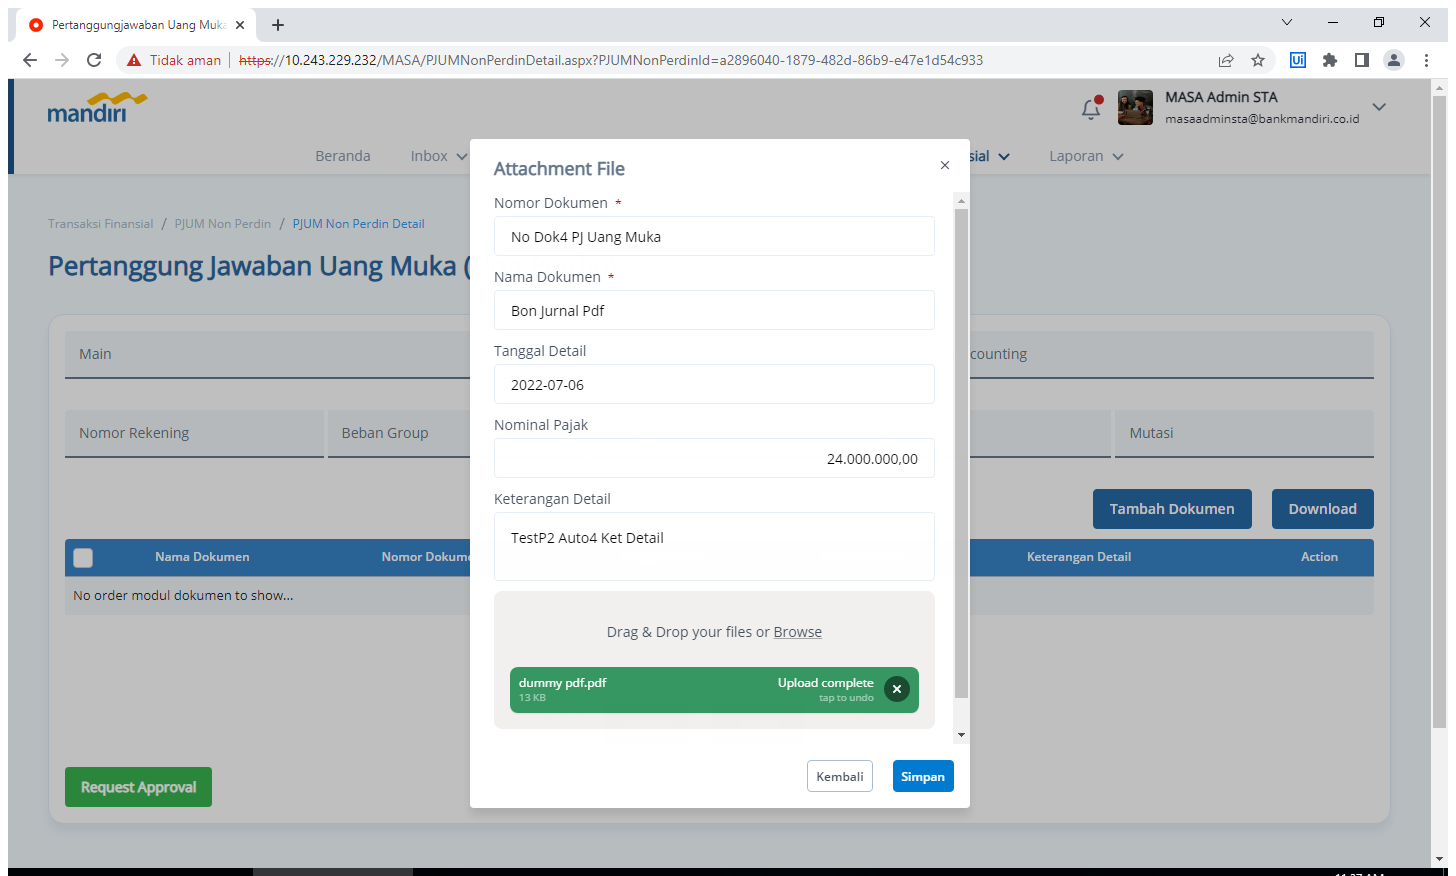 Pertanggungjawaban Uang Muka
Tidak aman
https://10.243.229.232/MASA/PJUMNonPerdinDetail.aspx?PJUMNonPerdinId=a2896040-1879-482d-86b9-e47e1d54c933
Ui
mandiri
MASA Admin STA
masaadminsta@bankmandiri.co.id
Beranda
Inbox
sial
Laporan
Transaksi Finansial / PJUM Non Perdin / PJUM Non Perdin Detail
Pertanggung Jawaban Uang Muka (
Main
counting
Nomor Rekening
Beban Group
Mutasi
Tambah Dokumen
Download
Nama Dokumen
Nomor Dokume
Keterangan Detail
Action
No order modul dokumen to show...
Request Approval
Attachment File
Nomor Dokumen *
No Dok4 PJ Uang Muka
Nama Dokumen *
Bon Jurnal Pdf
Tanggal Detail
2022-07-06
Nominal Pajak
24.000.000,00
Keterangan Detail
TestP2 Auto4 Ket Detail
Drag & Drop your files or Browse
dummy pdf.pdf
13 KB
Upload complete
tap to undo
Kembali
Simpan